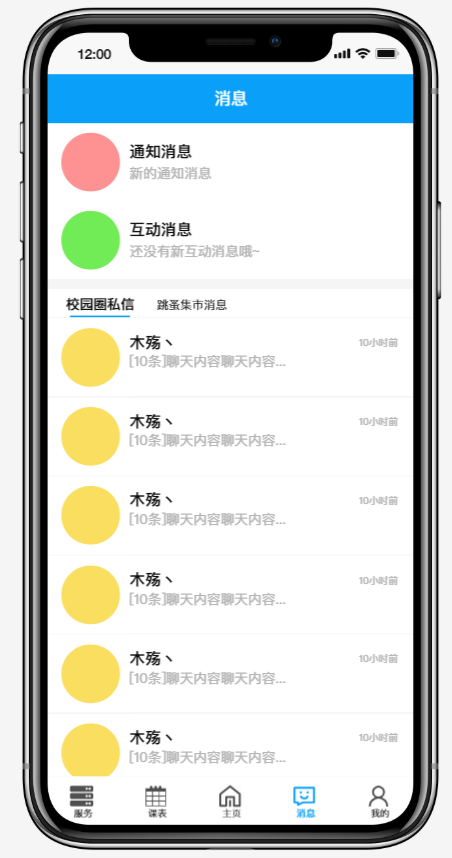 12:00
消息
通知消息
新的通知消息
互动消息
还没有新互动消息哦~
校园圈私信 跳蚤集市消息
木殇丶 10小时前
[10条]聊天内容聊天内容...
木殇丶 10小时前
[10条]聊天内容聊天内容...
木殇丶 10小时前
[10条]聊天内容聊天内容...
木殇丶 10小时前
[10条]聊天内容聊天内容...
木殇丶 10小时前
[10条]聊天内容聊天内容...
木殇丶 10小时前
[10条]聊天内容聊天内容...
服务 课表 主页 消息 我的